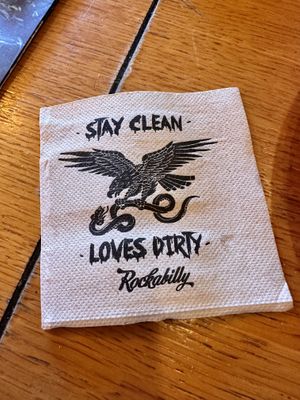 - STAY CLEAN -
- LOVES DIRTY -
Rockabilly